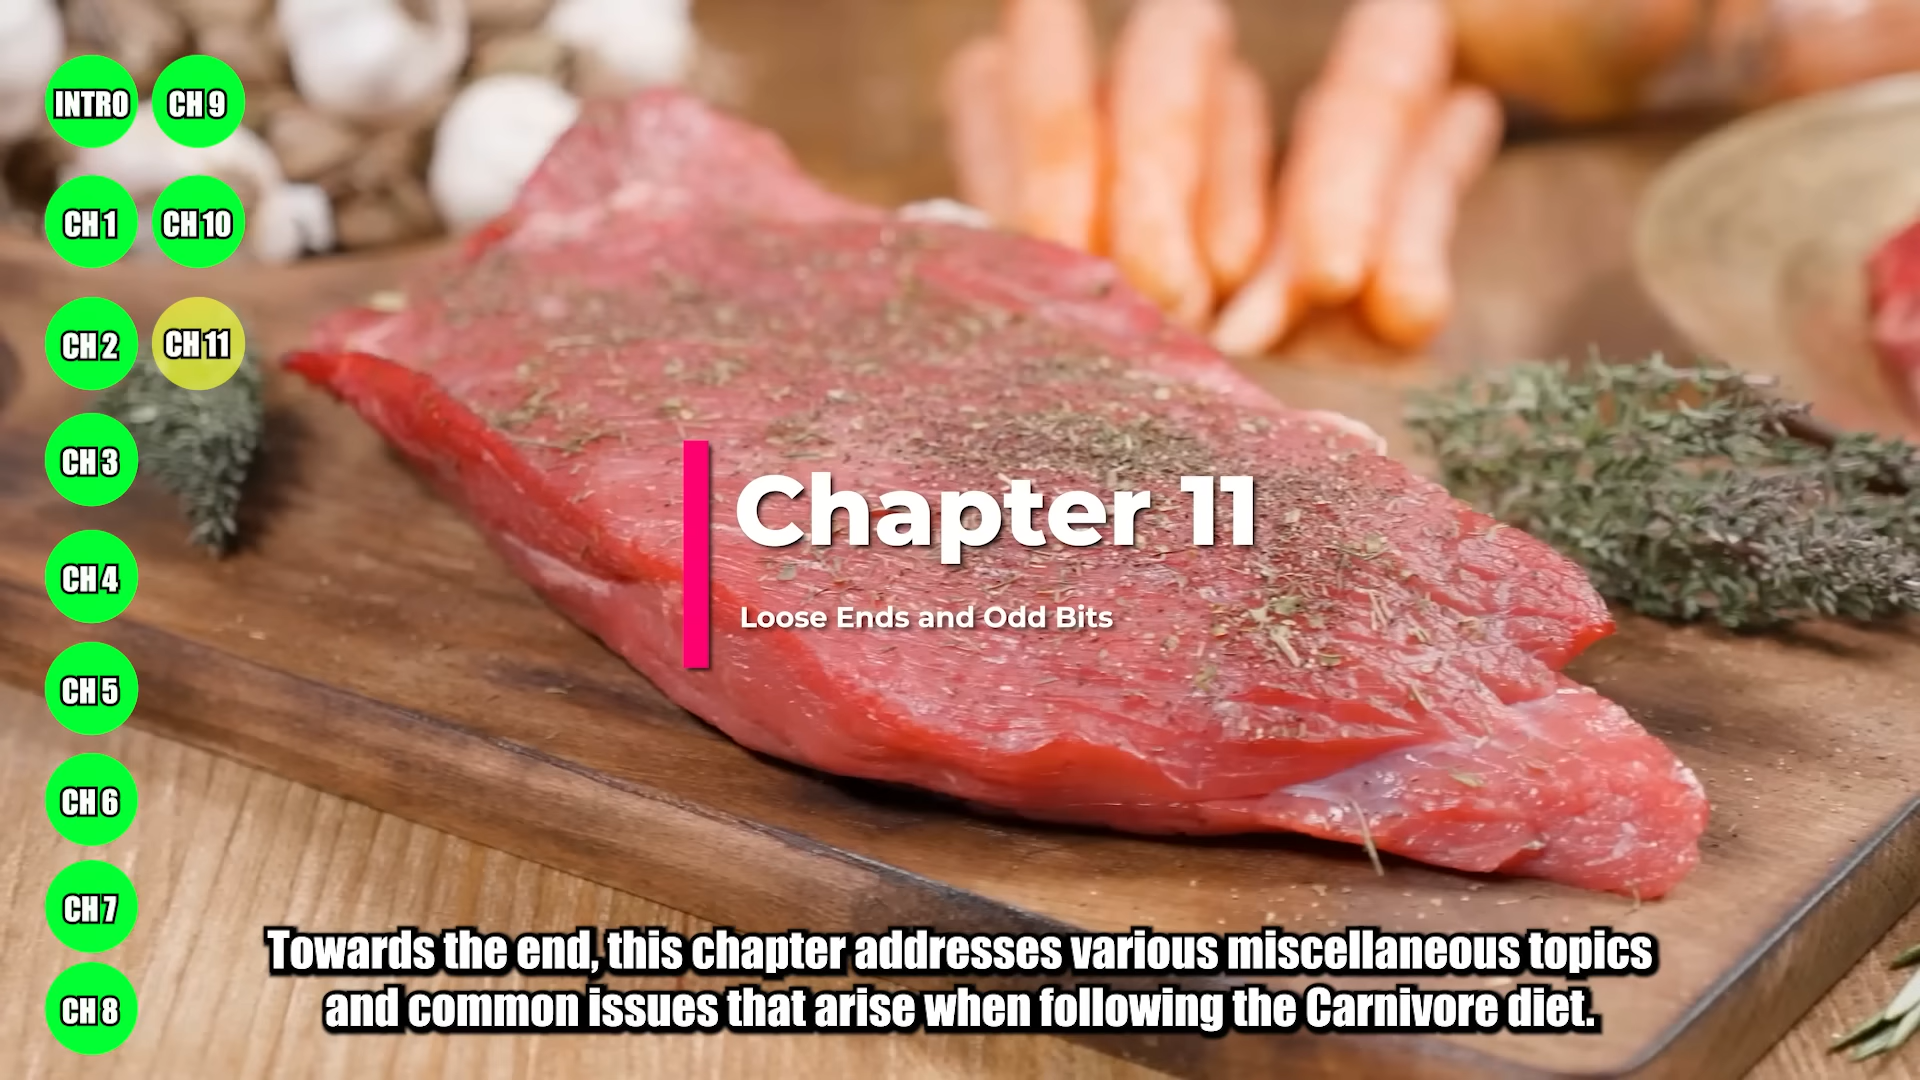 INTRO
CH 1
CH 2
CH 3
CH 4
CH 5
CH 6
CH 7
CH 8
CH 9
CH 10
CH 11
Chapter 11
Loose Ends and Odd Bits
Towards the end, this chapter addresses various miscellaneous topics
and common issues that arise when following the Carnivore diet.